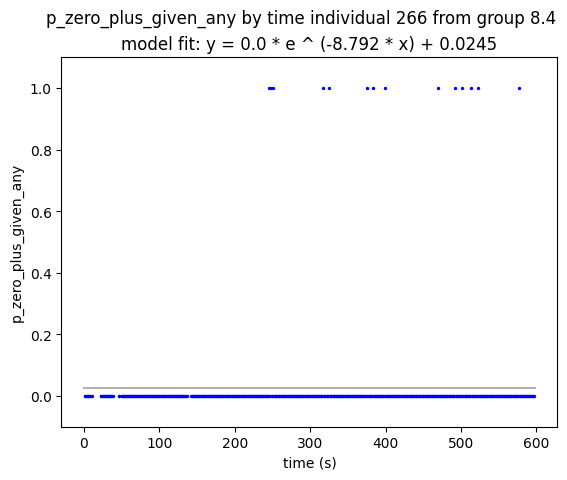 p_zero_plus_given_any by time individual 266 from group 8.4
model fit: y = 0.0 * e ^ (-8.792 * x) + 0.0245
1.0
0.8
0.6
0.4
0.2
0.0
p_zero_plus_given_any
0 100 200 300 400 500 600
time (s)